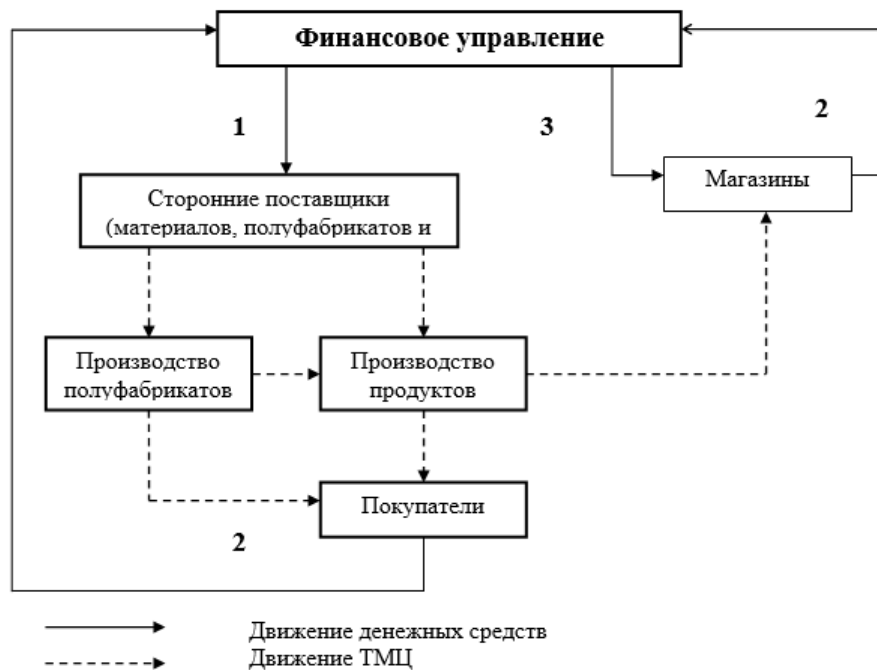 Финансовое управление
1
3
2
Сторонние поставщики
(материалов, полуфабрикатов и
Магазины
Производство
полуфабрикатов
Производство
продуктов
Покупатели
2
Движение денежных средств
Движение ТМЦ